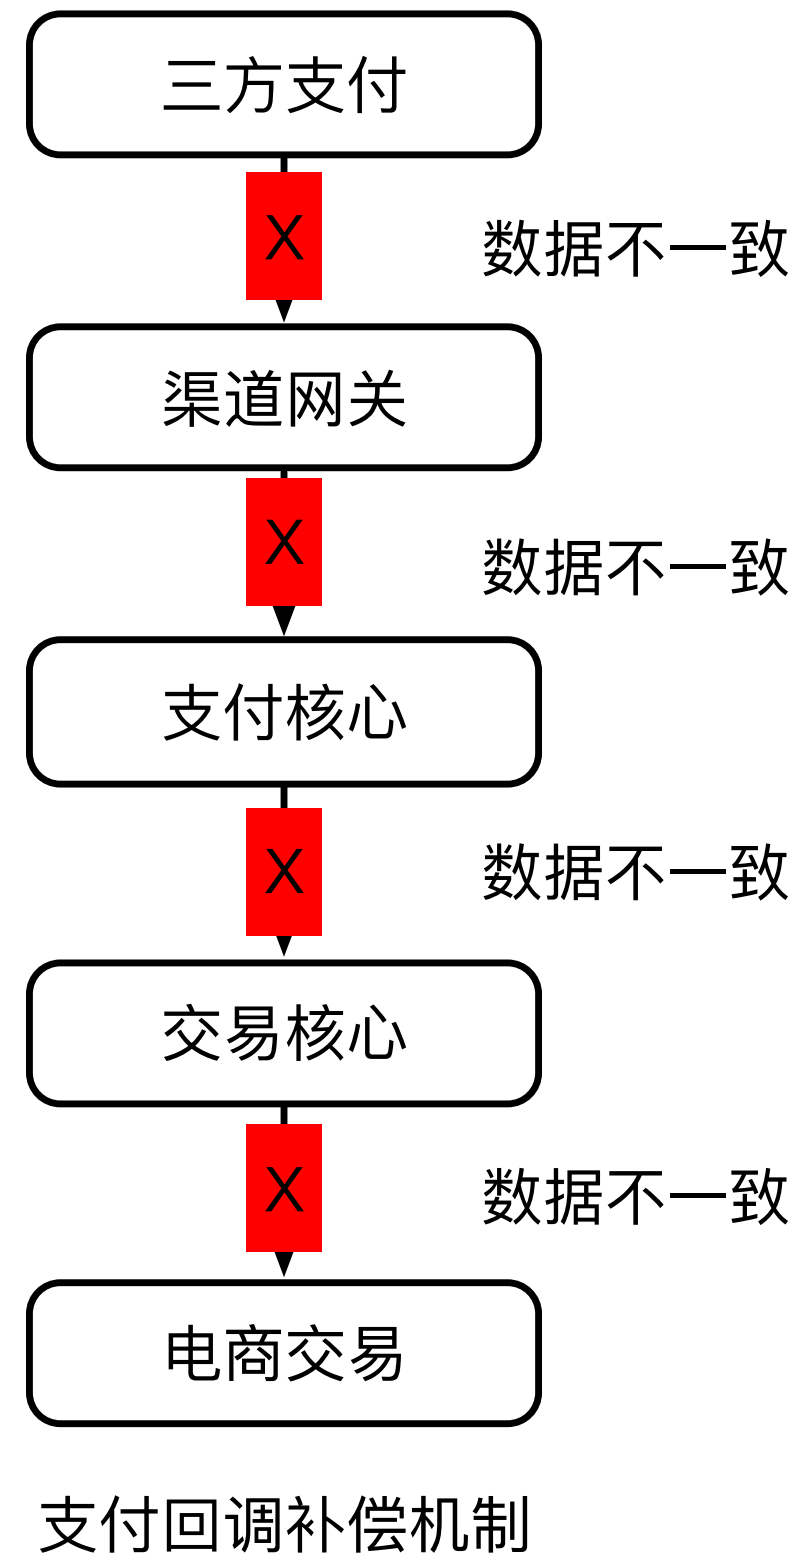 三方支付
X
数据不一致
渠道网关
X
数据不一致
支付核心
X
数据不一致
交易核心
X
数据不一致
电商交易
支付回调补偿机制